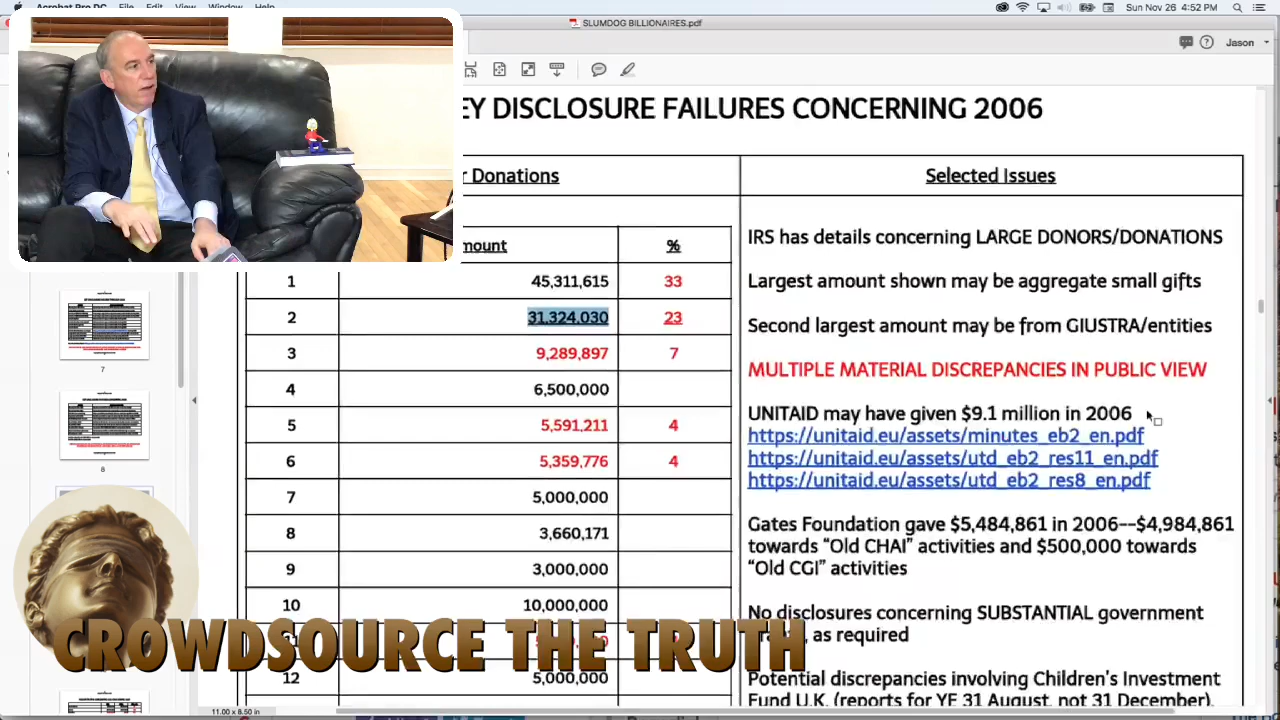 Acrobat Pro DC File Edit View Window Help
Sun Nov 26 4:52 PM
SLUMDOG BILLIONAIRES.pdf
Jason
EY DISCLOSURE FAILURES CONCERNING 2006
r Donations
Selected Issues
mount %
1 45,311,615 33
2 31,324,030 23
3 9,289,897 7
4 6,500,000
5 5,591,211 4
6 5,359,776 4
7 5,000,000
8 3,660,171
9 3,000,000
10 10,000,000
12 5,000,000
IRS has details concerning LARGE DONORS/DONATIONS
Largest amount shown may be aggregate small gifts
Second largest amount may be from GIUSTRA/entities
MULTIPLE MATERIAL DISCREPANCIES IN PUBLIC VIEW
UNITAID may have given $9.1 million in 2006
http://unitaid.eu/assets/minutes_eb2_en.pdf
https://unitaid.eu/assets/utd_eb2_res11_en.pdf
https://unitaid.eu/assets/utd_eb2_res8_en.pdf
Gates Foundation gave $5,484,861 in 2006--$4,984,861
towards “Old CHAI” activities and $500,000 towards
“Old CGI” activities
No disclosures concerning SUBSTANTIAL government
, as required
Potential discrepancies involving Children’s Investment
Fund U.K. (reports for YE 31 August, not 31 December).
7
8
CROWDSOURCE THE TRUTH
11.00 x 8.50 in